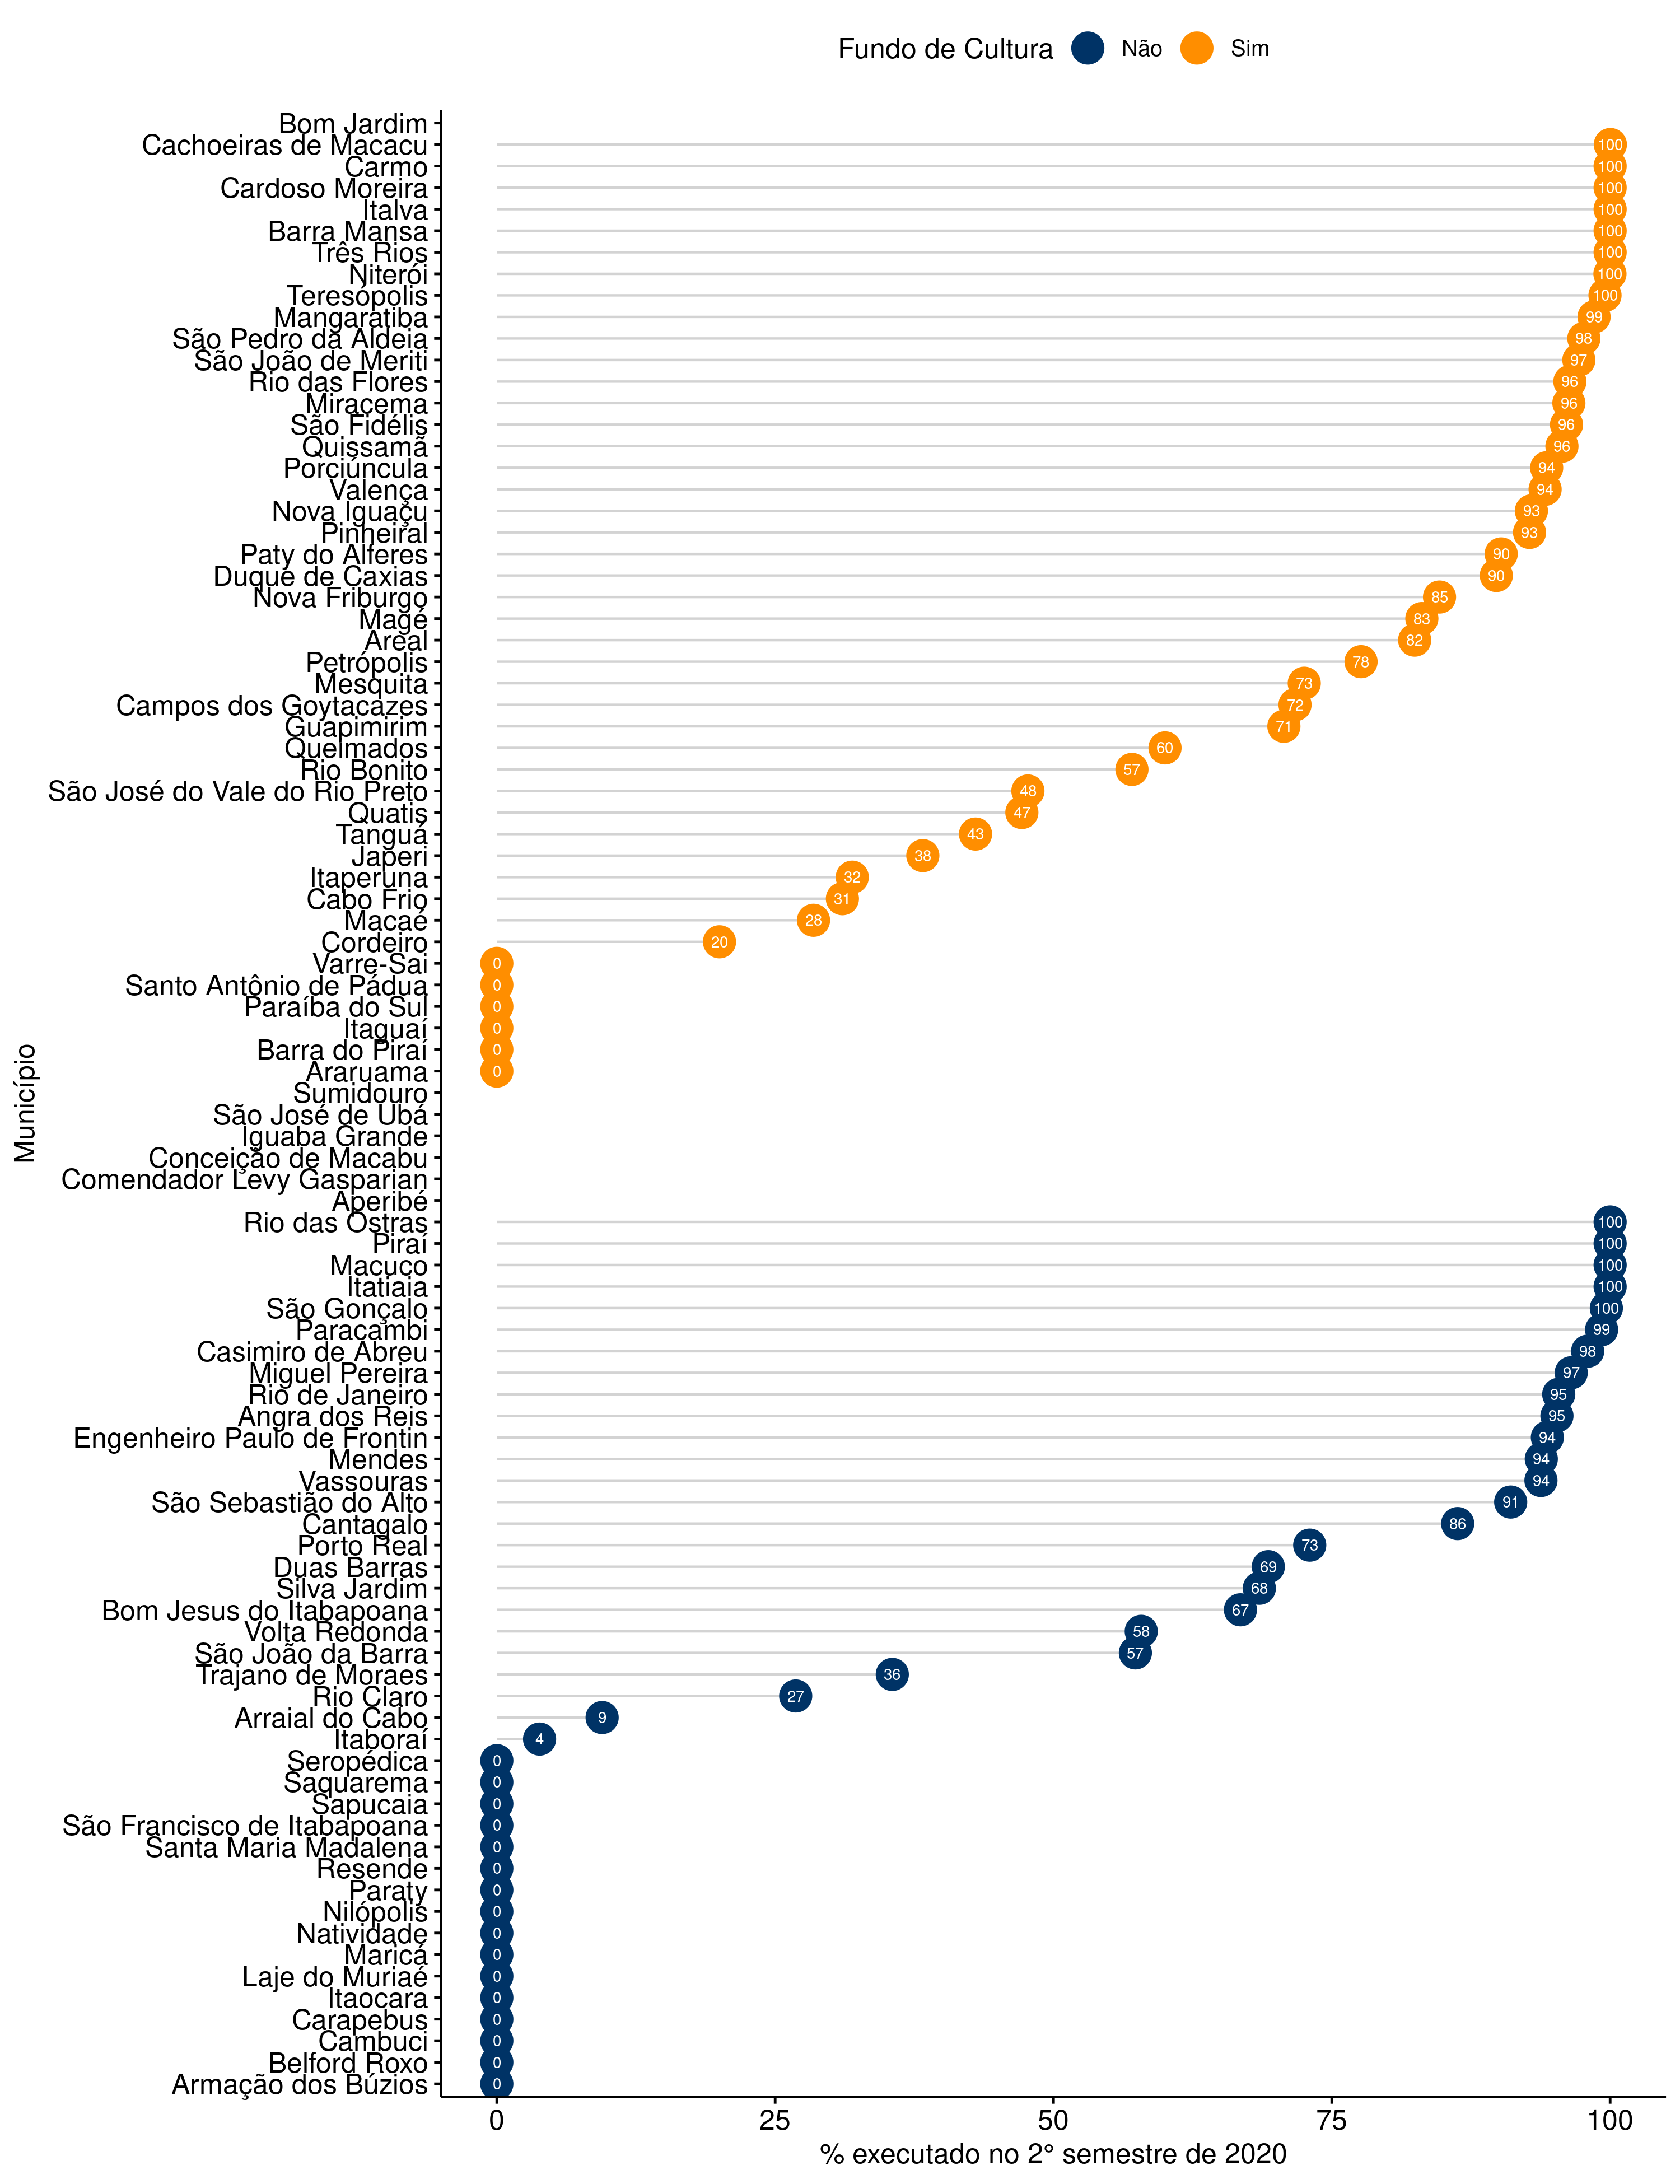 Fundo de Cultura Não Sim
Bom Jardim
Cachoeiras de Macacu 100
Carmo 100
Cardoso Moreira 100
Italva 100
Barra Mansa 100
Três Rios 100
Niterói 100
Teresópolis 100
Mangaratiba 99
São Pedro da Aldeia 98
São João de Meriti 97
Rio das Flores 96
Miracema 96
São Fidélis 96
Quissamã 96
Porciúncula 94
Valença 94
Nova Iguaçu 93
Pinheiral 93
Paty do Alferes 90
Duque de Caxias 90
Nova Friburgo 85
Magé 83
Areal 82
Petrópolis 78
Mesquita 73
Campos dos Goytacazes 72
Guapimirim 71
Queimados 60
Rio Bonito 57
São José do Vale do Rio Preto 48
Quatis 47
Tanguá 43
Japeri 38
Itaperuna 32
Cabo Frio 31
Macaé 28
Cordeiro 20
Varre-Sai 0
Santo Antônio de Pádua 0
Paraíba do Sul 0
Itaguaí 0
Barra do Piraí 0
Araruama 0
Sumidouro
São José de Ubá
Iguaba Grande
Conceição de Macabu
Comendador Levy Gasparian
Aperibé
Rio das Ostras 100
Piraí 100
Macuco 100
Itatiaia 100
São Gonçalo 100
Paracambi 99
Casimiro de Abreu 98
Miguel Pereira 97
Rio de Janeiro 95
Angra dos Reis 95
Engenheiro Paulo de Frontin 94
Mendes 94
Vassouras 94
São Sebastião do Alto 91
Cantagalo 86
Porto Real 73
Duas Barras 69
Silva Jardim 68
Bom Jesus do Itabapoana 67
Volta Redonda 58
São João da Barra 57
Trajano de Moraes 36
Rio Claro 27
Arraial do Cabo 9
Itaboraí 4
Seropédica 0
Saquarema 0
Sapucaia 0
São Francisco de Itabapoana 0
Santa Maria Madalena 0
Resende 0
Paraty 0
Nilópolis 0
Natividade 0
Maricá 0
Laje do Muriaé 0
Itaocara 0
Carapebus 0
Cambuci 0
Belford Roxo 0
Armação dos Búzios 0
Município
0 25 50 75 100
% executado no 2° semestre de 2020